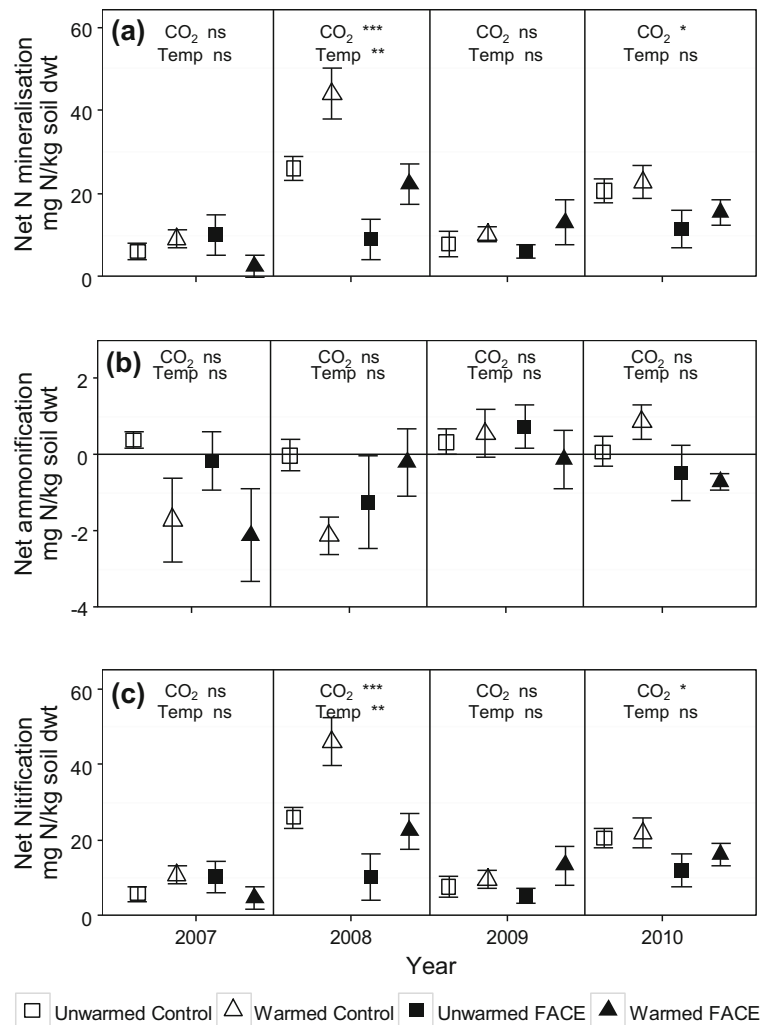 (a)
CO₂ ns
Temp ns
CO₂ ***
Temp **
CO₂ ns
Temp ns
CO₂ *
Temp ns
Net N mineralisation
mg N/kg soil dwt
60
40
20
0
(b)
CO₂ ns
Temp ns
CO₂ ns
Temp ns
CO₂ ns
Temp ns
CO₂ ns
Temp ns
Net ammonification
mg N/kg soil dwt
2
0
-2
-4
(c)
CO₂ ns
Temp ns
CO₂ ***
Temp **
CO₂ ns
Temp ns
CO₂ *
Temp ns
Net Nitification
mg N/kg soil dwt
60
40
20
0
2007 2008 2009 2010
Year
Unwarmed Control Warmed Control Unwarmed FACE Warmed FACE